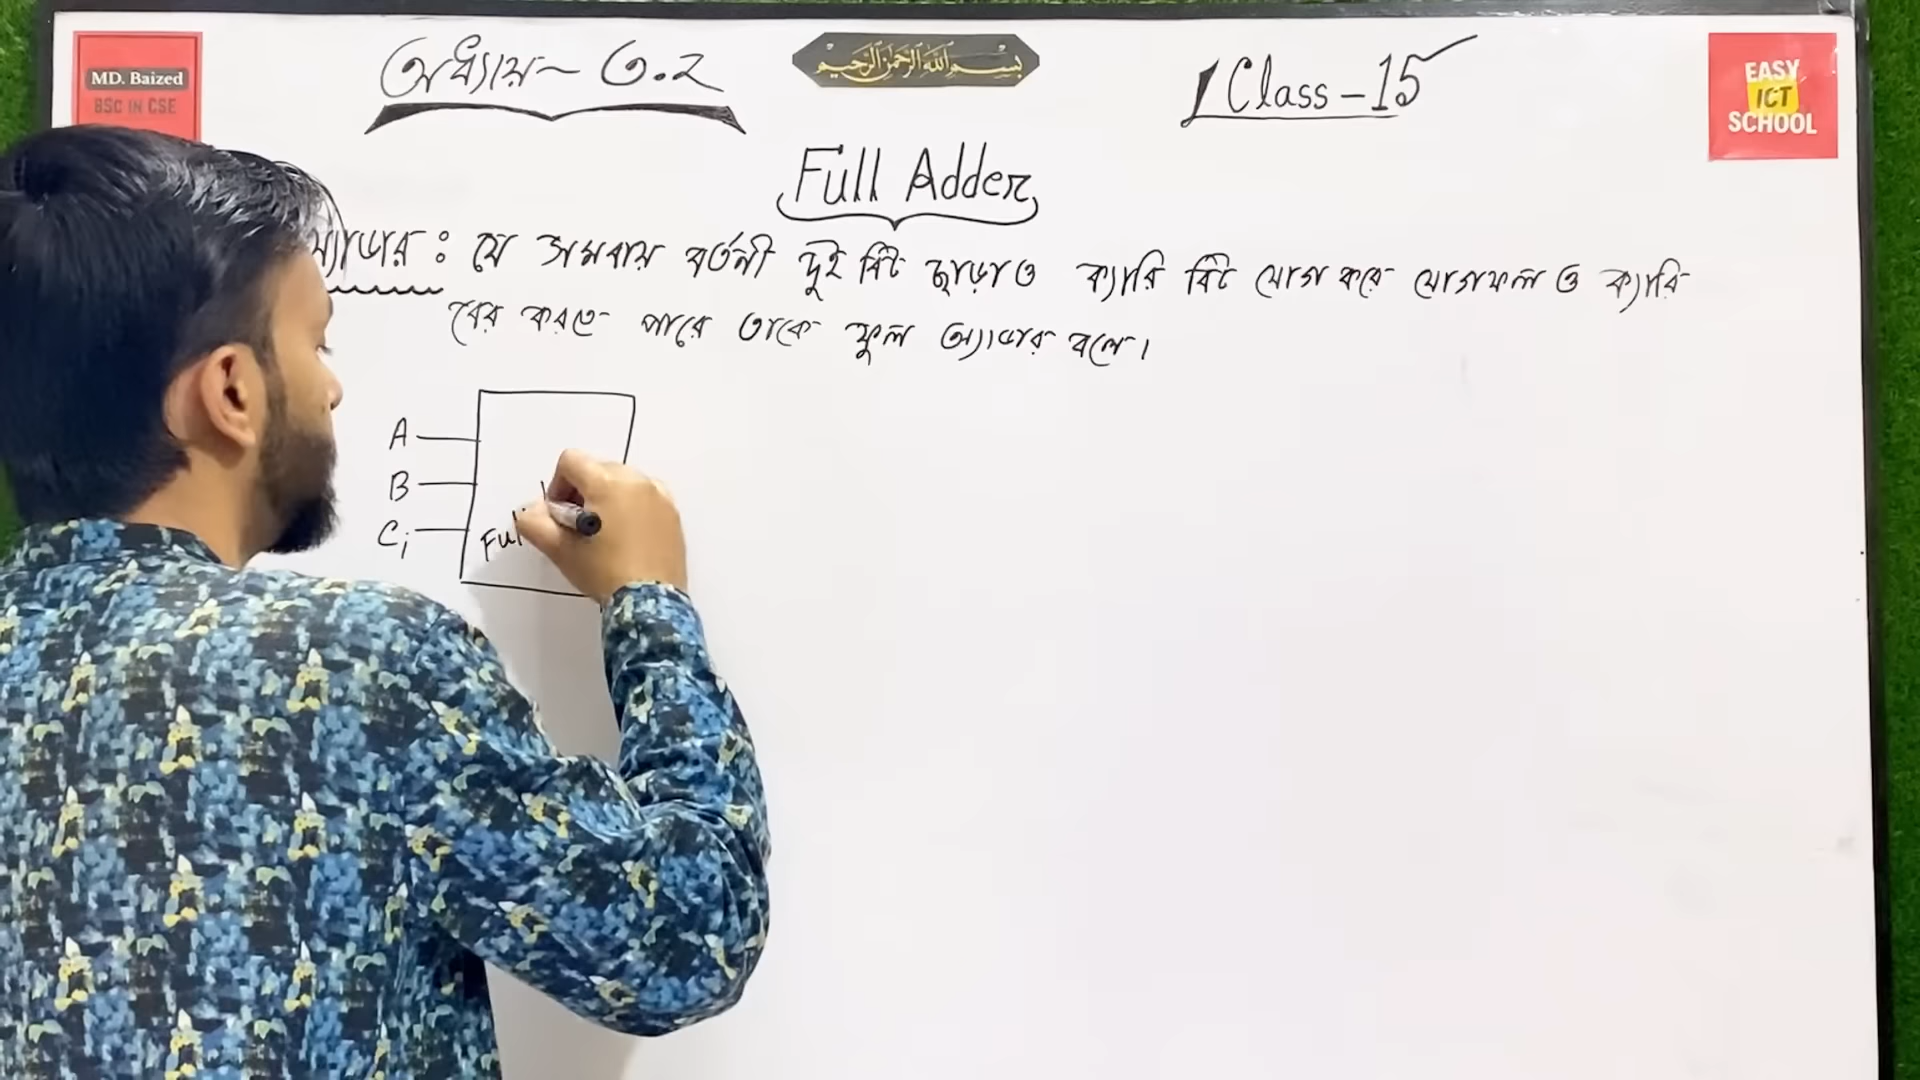 MD. Baized
BSC IN CSE
অধ্যায়~ ৩.২
بسم الله الرحمن الرحيم
Class-15
EASY
ICT
SCHOOL
Full Adder
যে সমবায় বর্তনী দুই বিট ছাড়াও ক্যারি বিট যোগ করে যোগফল ও ক্যারি
বের করতে পারে তাকে ফুল অ্যাডার বলে।
A
B
Ci